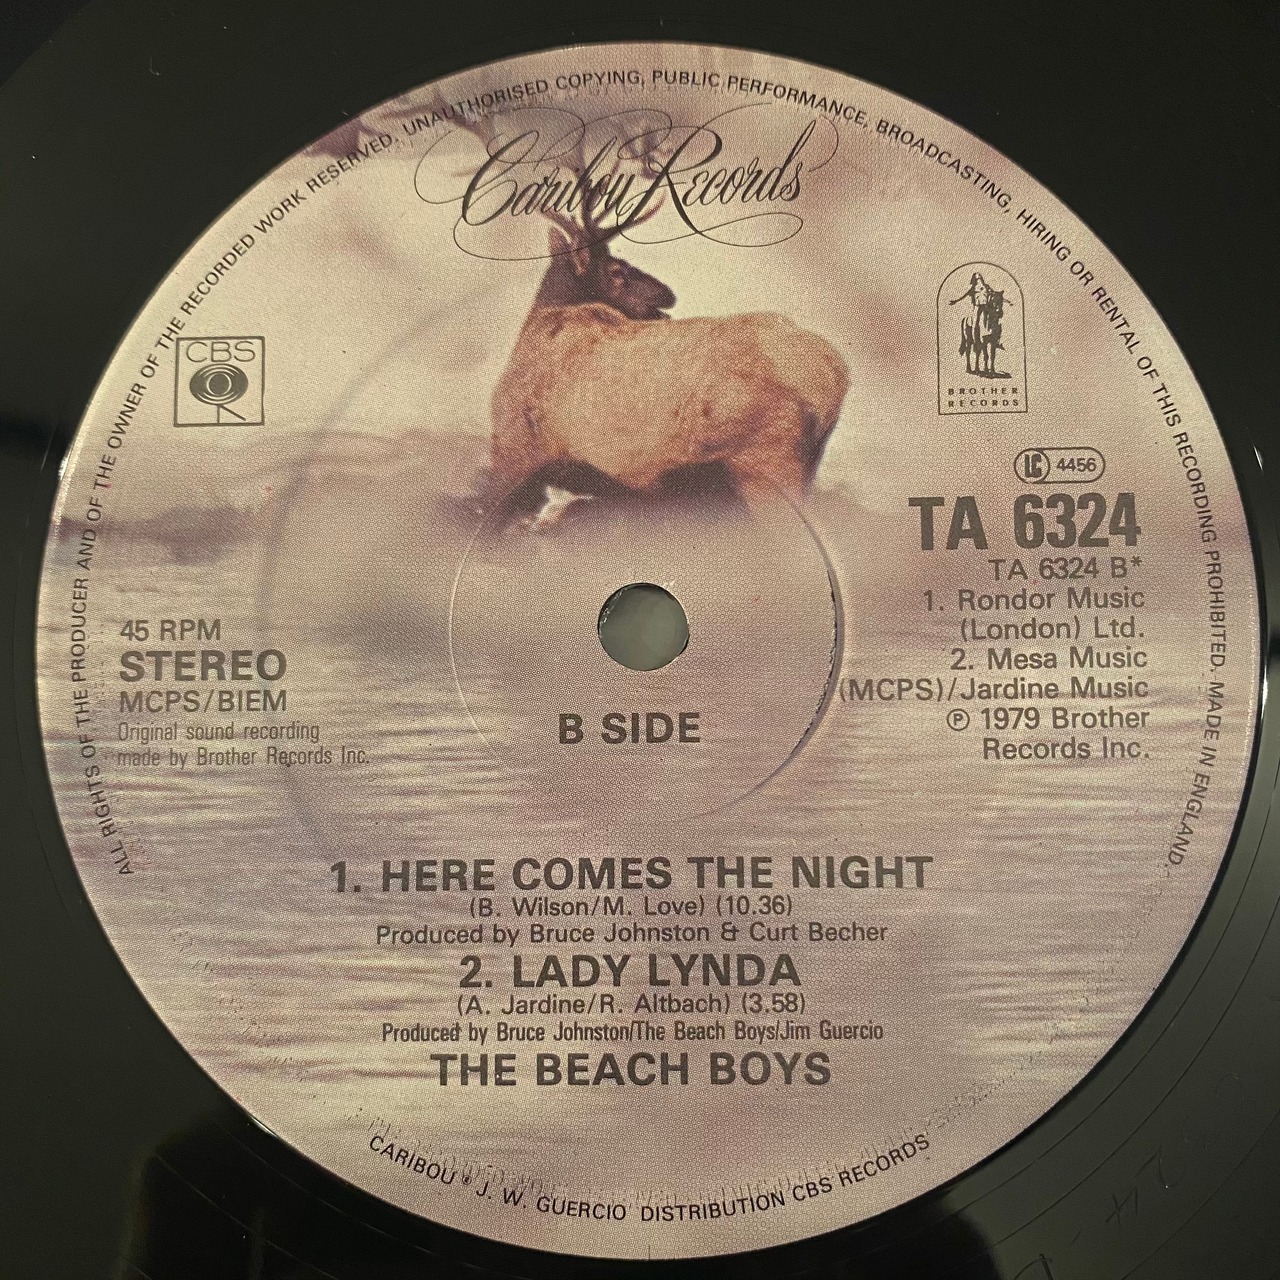 ALL RIGHTS OF THE PRODUCER AND OF THE OWNER OF THE RECORDED WORK RESERVED. UNAUTHORISED COPYING, PUBLIC PERFORMANCE, BROADCASTING, HIRING OR RENTAL OF THIS RECORDING PROHIBITED. MADE IN ENGLAND.
Caribou Records
CBS
BROTHER
RECORDS
LC 4456
TA 6324
TA 6324 B*
1. Rondor Music
(London) Ltd.
2. Mesa Music
(MCPS)/Jardine Music
℗ 1979 Brother
Records Inc.
45 RPM
STEREO
MCPS/BIEM
Original sound recording
made by Brother Records Inc.
B SIDE
1. HERE COMES THE NIGHT
(B. Wilson/M. Love) (10.36)
Produced by Bruce Johnston & Curt Becher
2. LADY LYNDA
(A. Jardine/R. Altbach) (3.58)
Produced by Bruce Johnston/The Beach Boys/Jim Guercio
THE BEACH BOYS
CARIBOU • J. W. GUERCIO DISTRIBUTION CBS RECORDS